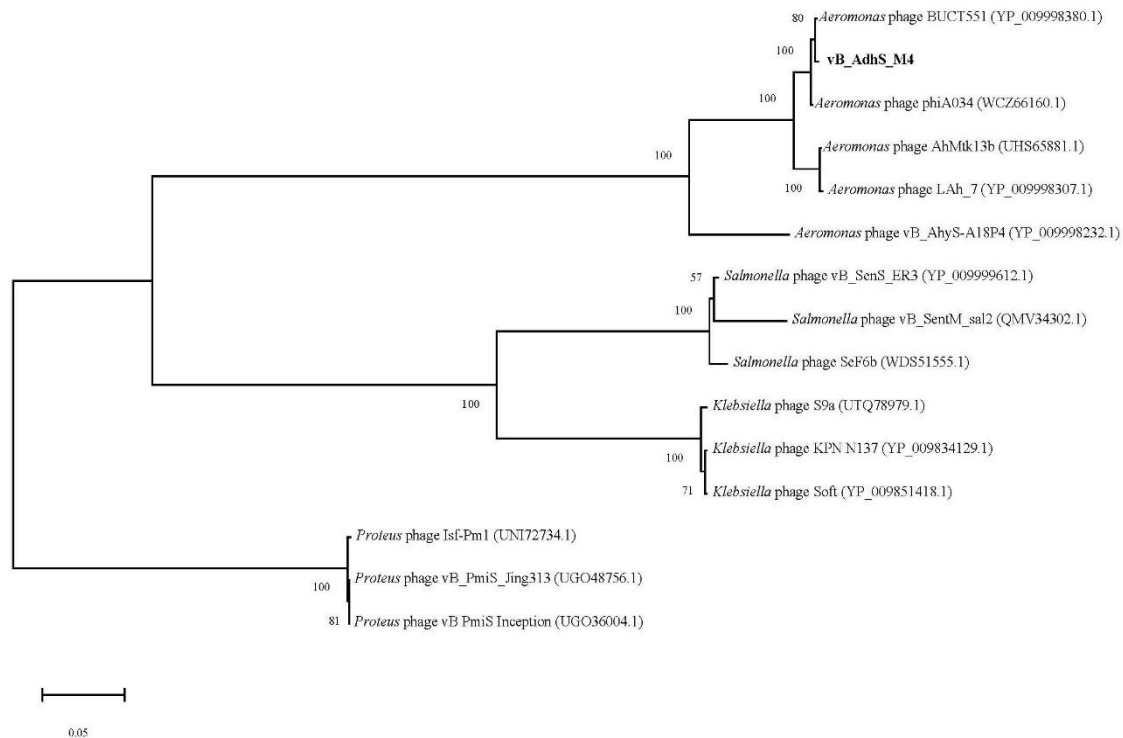 80
Aeromonas phage BUCT551 (YP_009998380.1)
100
vB_AdhS_M4
100
Aeromonas phage phiA034 (WCZ66160.1)
100
Aeromonas phage AhMtk13b (UHS65881.1)
100
Aeromonas phage LAh_7 (YP_009998307.1)
Aeromonas phage vB_AhyS-A18P4 (YP_009998232.1)
57
Salmonella phage vB_SenS_ER3 (YP_009999612.1)
100
Salmonella phage vB_SentM_sal2 (QMV34302.1)
Salmonella phage SeF6b (WDS51555.1)
100
Klebsiella phage S9a (UTQ78979.1)
100
Klebsiella phage KPN N137 (YP_009834129.1)
71
Klebsiella phage Soft (YP_009851418.1)
Proteus phage Isf-Pm1 (UNI72734.1)
100
Proteus phage vB_PmiS_Jing313 (UGO48756.1)
81
Proteus phage vB PmiS Inception (UGO36004.1)
0.05